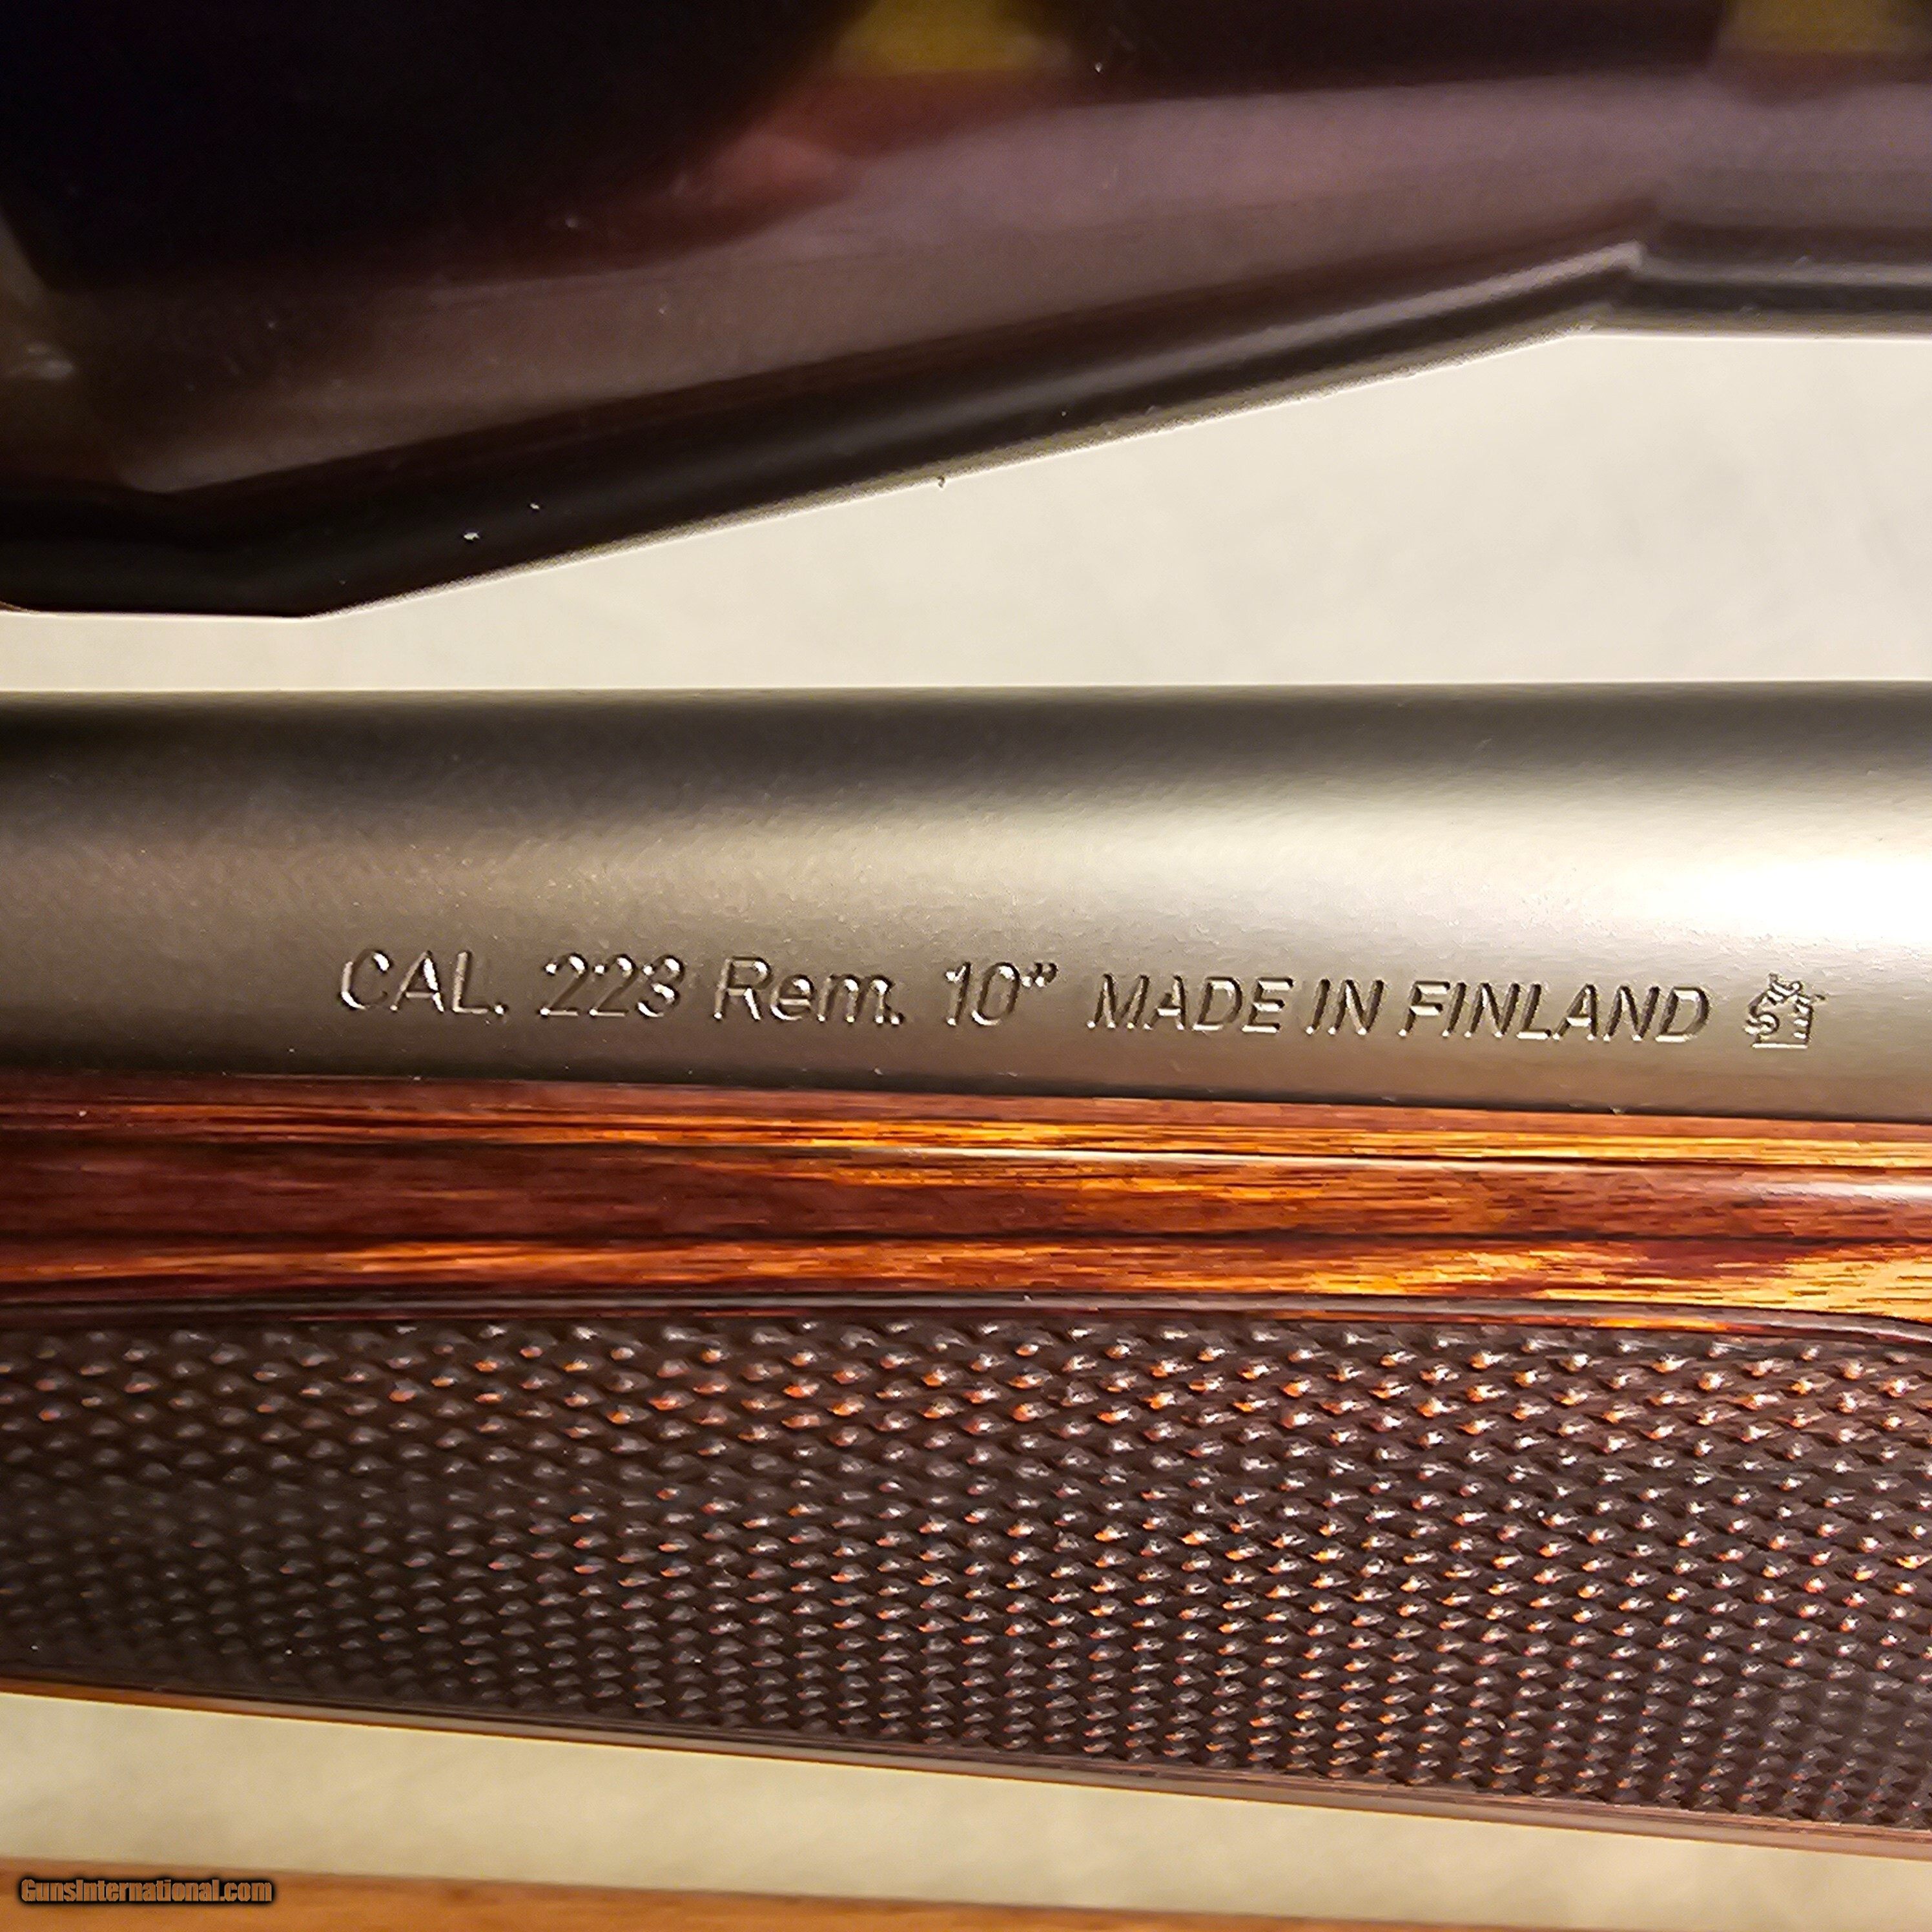 CAL. 223 Rem. 10” MADE IN FINLAND
GunsInternational.com